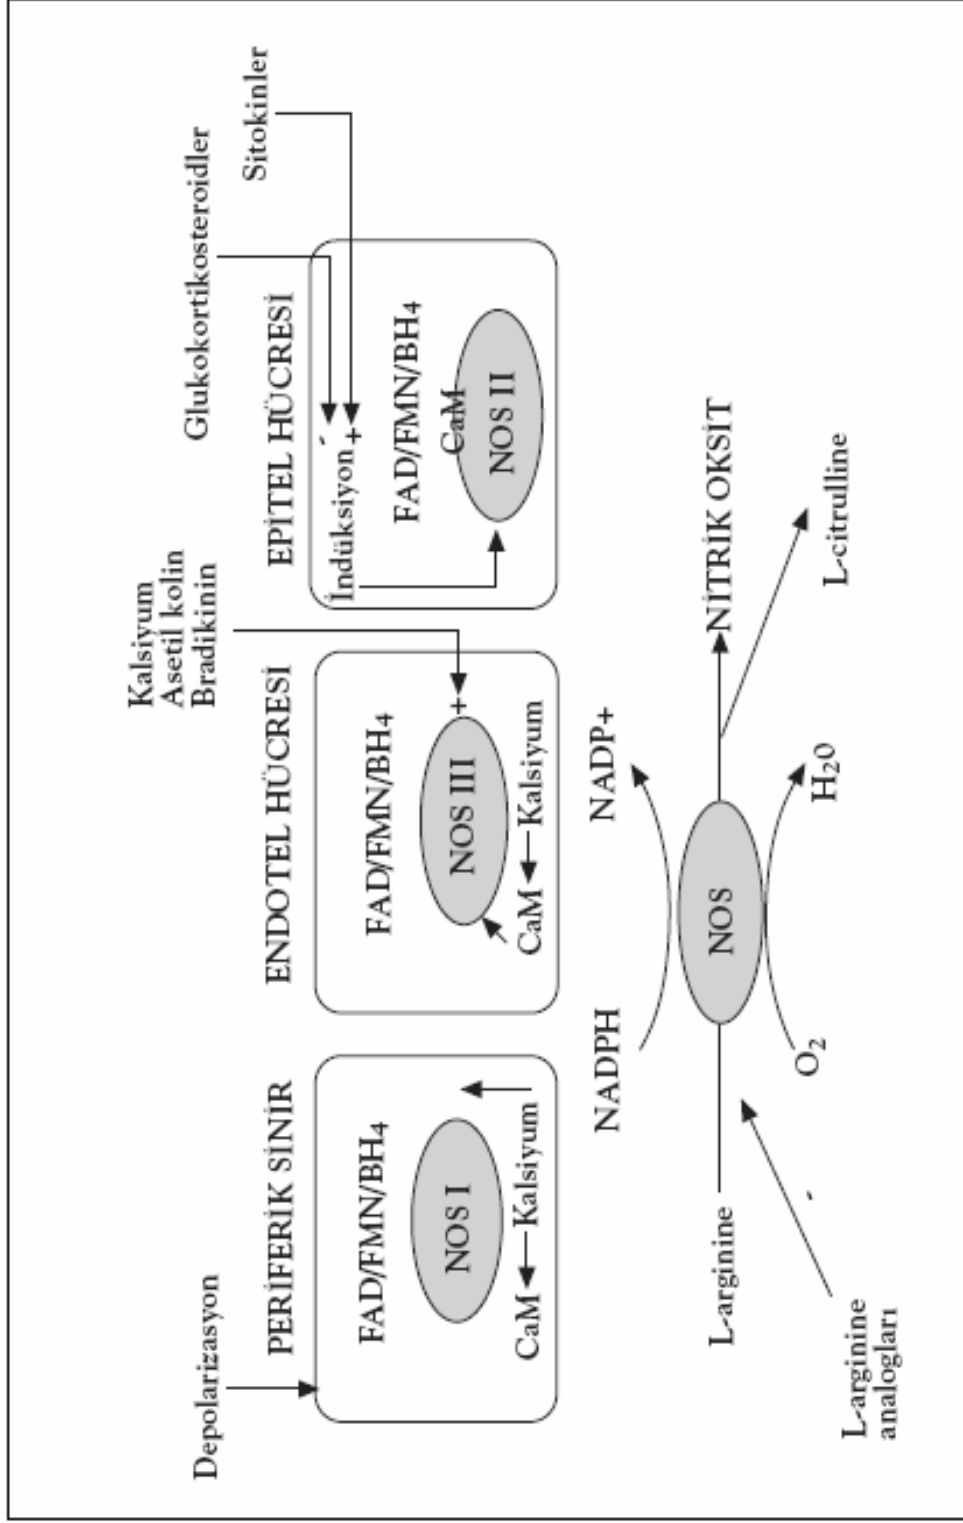 Depolarizasyon
Kalsiyum
Asetil kolin
Bradikinin
Glukokortikosteroidler
Sitokinler
PERİFERİK SİNİR
FAD/FMN/BH4
NOS I
CaM
Kalsiyum
ENDOTEL HÜCRESİ
FAD/FMN/BH4
NOS III
+
CaM
Kalsiyum
EPİTEL HÜCRESİ
İndüksiyon
+
FAD/FMN/BH4
CaM
NOS II
NADPH
NADP+
L-arginine
NOS
NİTRİK OKSİT
L-arginine
analogları
O2
H20
L-citrulline